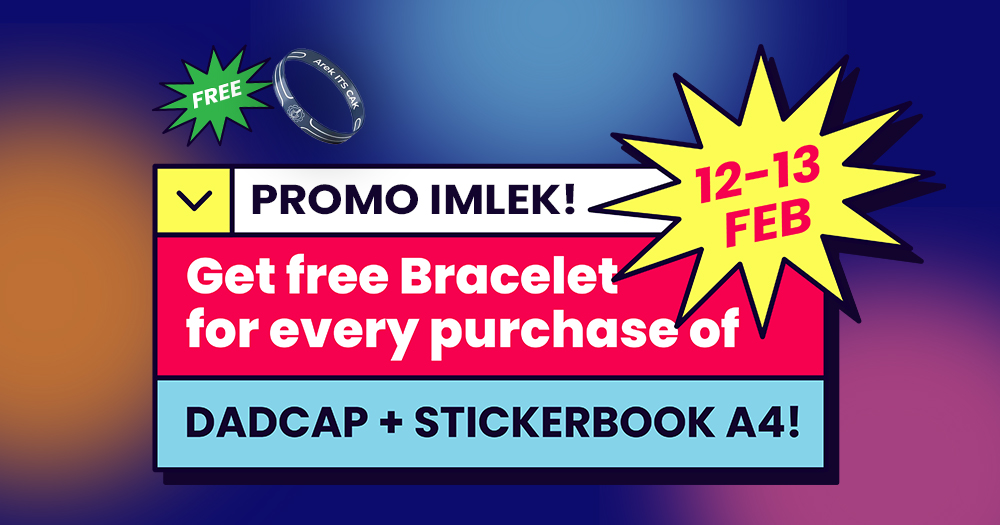 FREE
Arek ITS CAK
PROMO IMLEK!
12-13
FEB
Get free Bracelet
for every purchase of
DADCAP + STICKERBOOK A4!